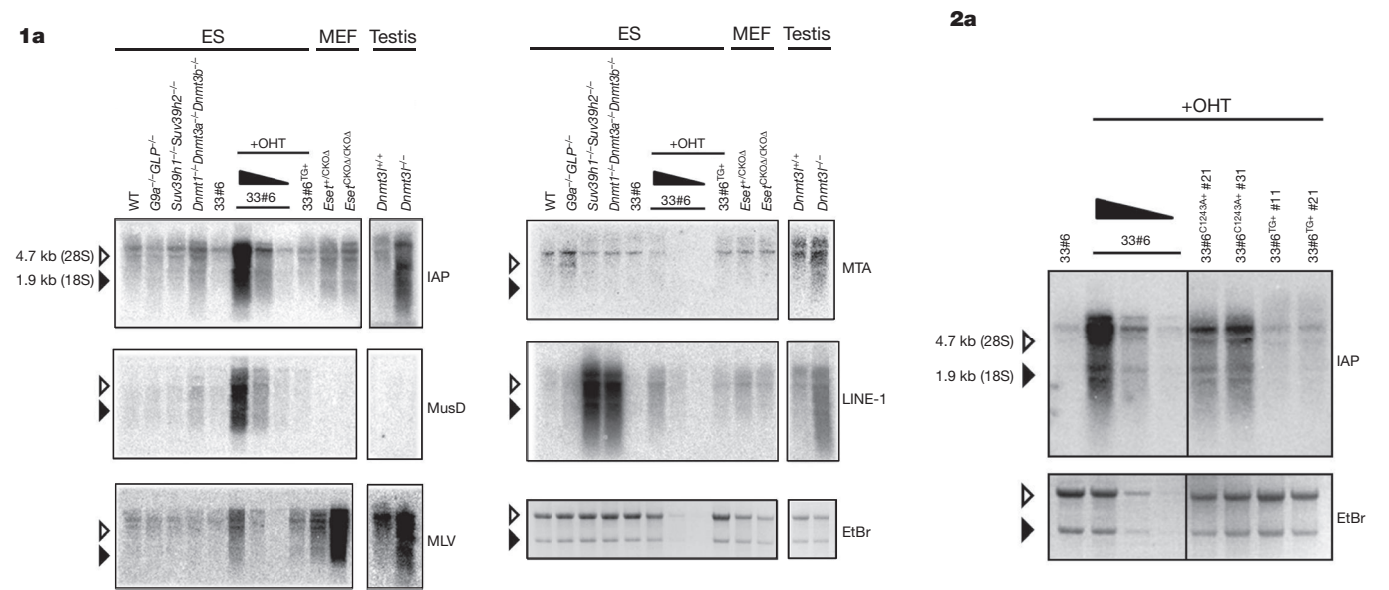 1a
ES MEF Testis
WT
G9a–/–GLP–/–
Suv39h1–/–Suv39h2–/–
Dnmt1–/–Dnmt3a–/–Dnmt3b–/–
33#6
+OHT
33#6
33#6TG+
Eset+/CKOΔ
EsetCKOΔ/CKOΔ
Dnmt3l+/+
Dnmt3l–/–
4.7 kb (28S)
1.9 kb (18S)
IAP
MusD
MLV
ES MEF Testis
WT
G9a–/–GLP–/–
Suv39h1–/–Suv39h2–/–
Dnmt1–/–Dnmt3a–/–Dnmt3b–/–
33#6
+OHT
33#6
33#6TG+
Eset+/CKOΔ
EsetCKOΔ/CKOΔ
Dnmt3l+/+
Dnmt3l–/–
MTA
LINE-1
EtBr
2a
+OHT
33#6
33#6
33#6C1243A+ #21
33#6C1243A+ #31
33#6TG+ #11
33#6TG+ #21
4.7 kb (28S)
1.9 kb (18S)
IAP
EtBr